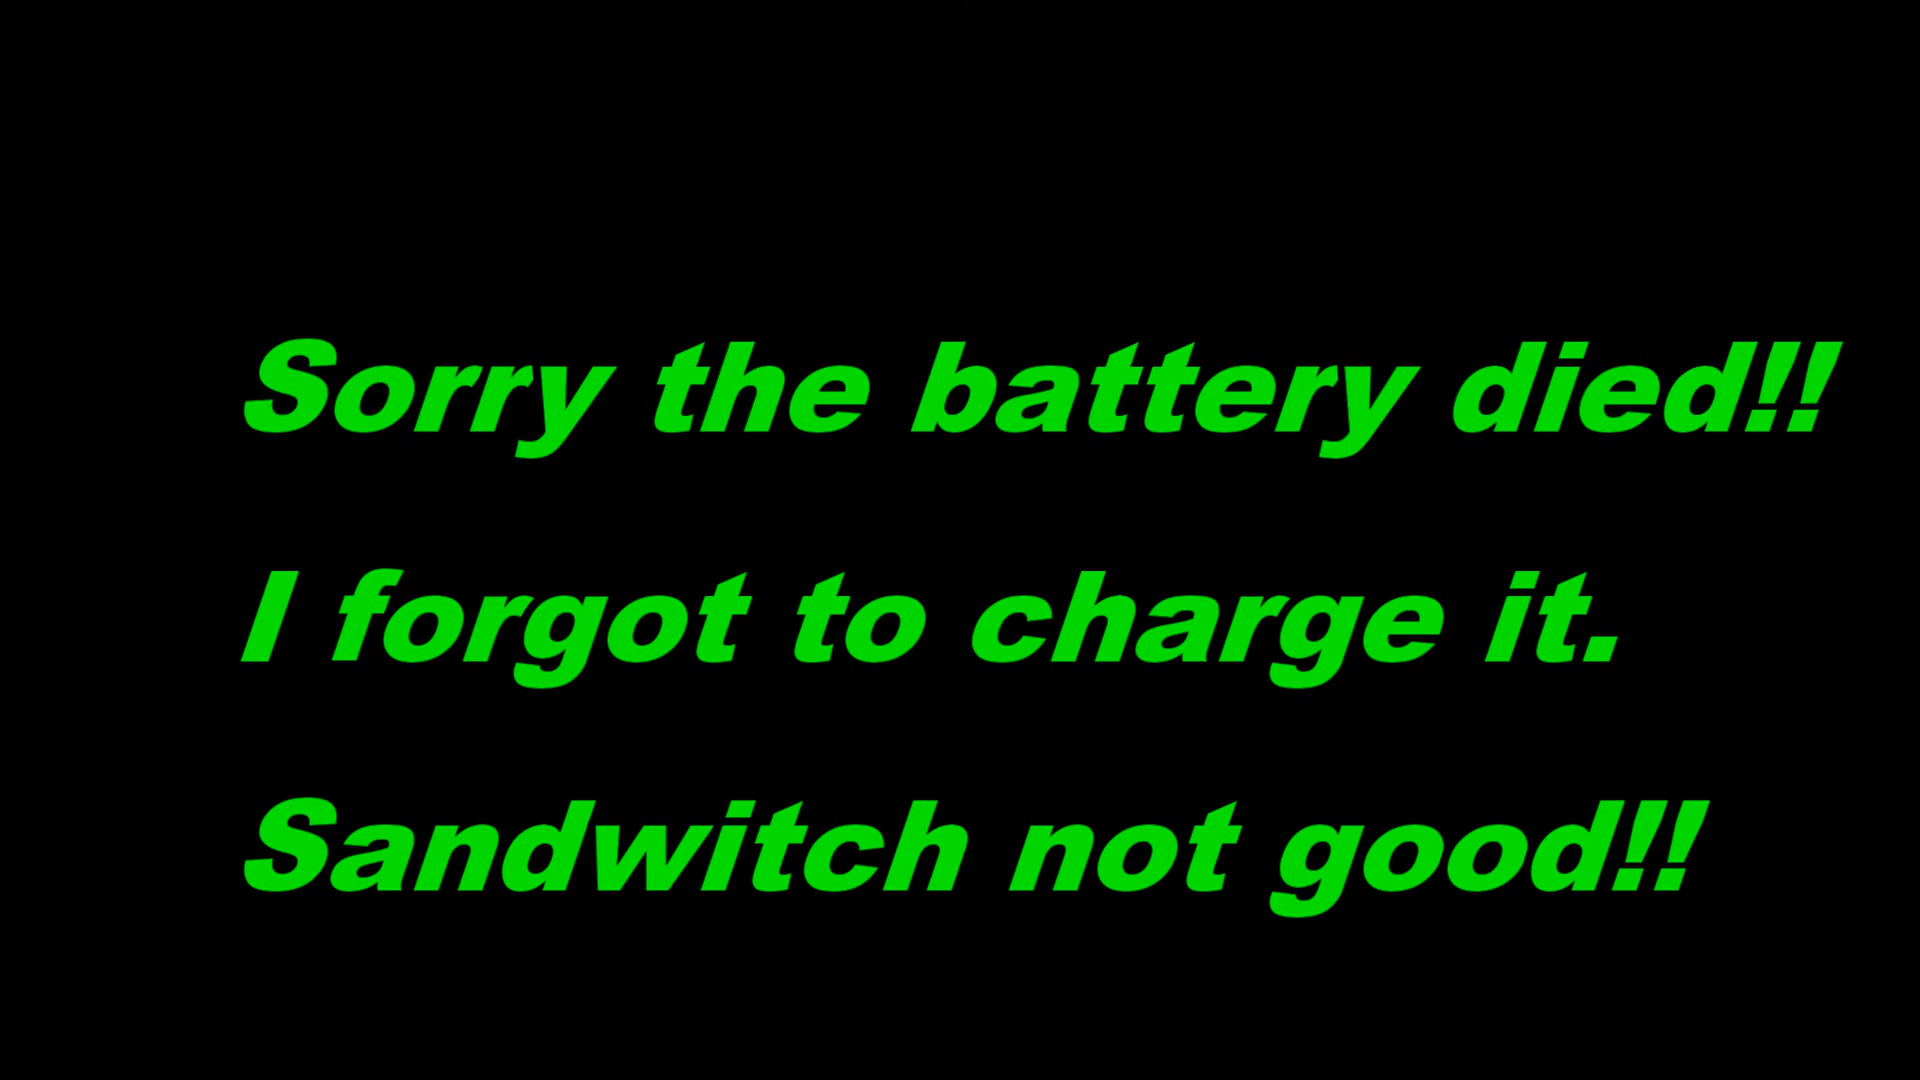 Sorry the battery died!!
I forgot to charge it.
Sandwitch not good!!